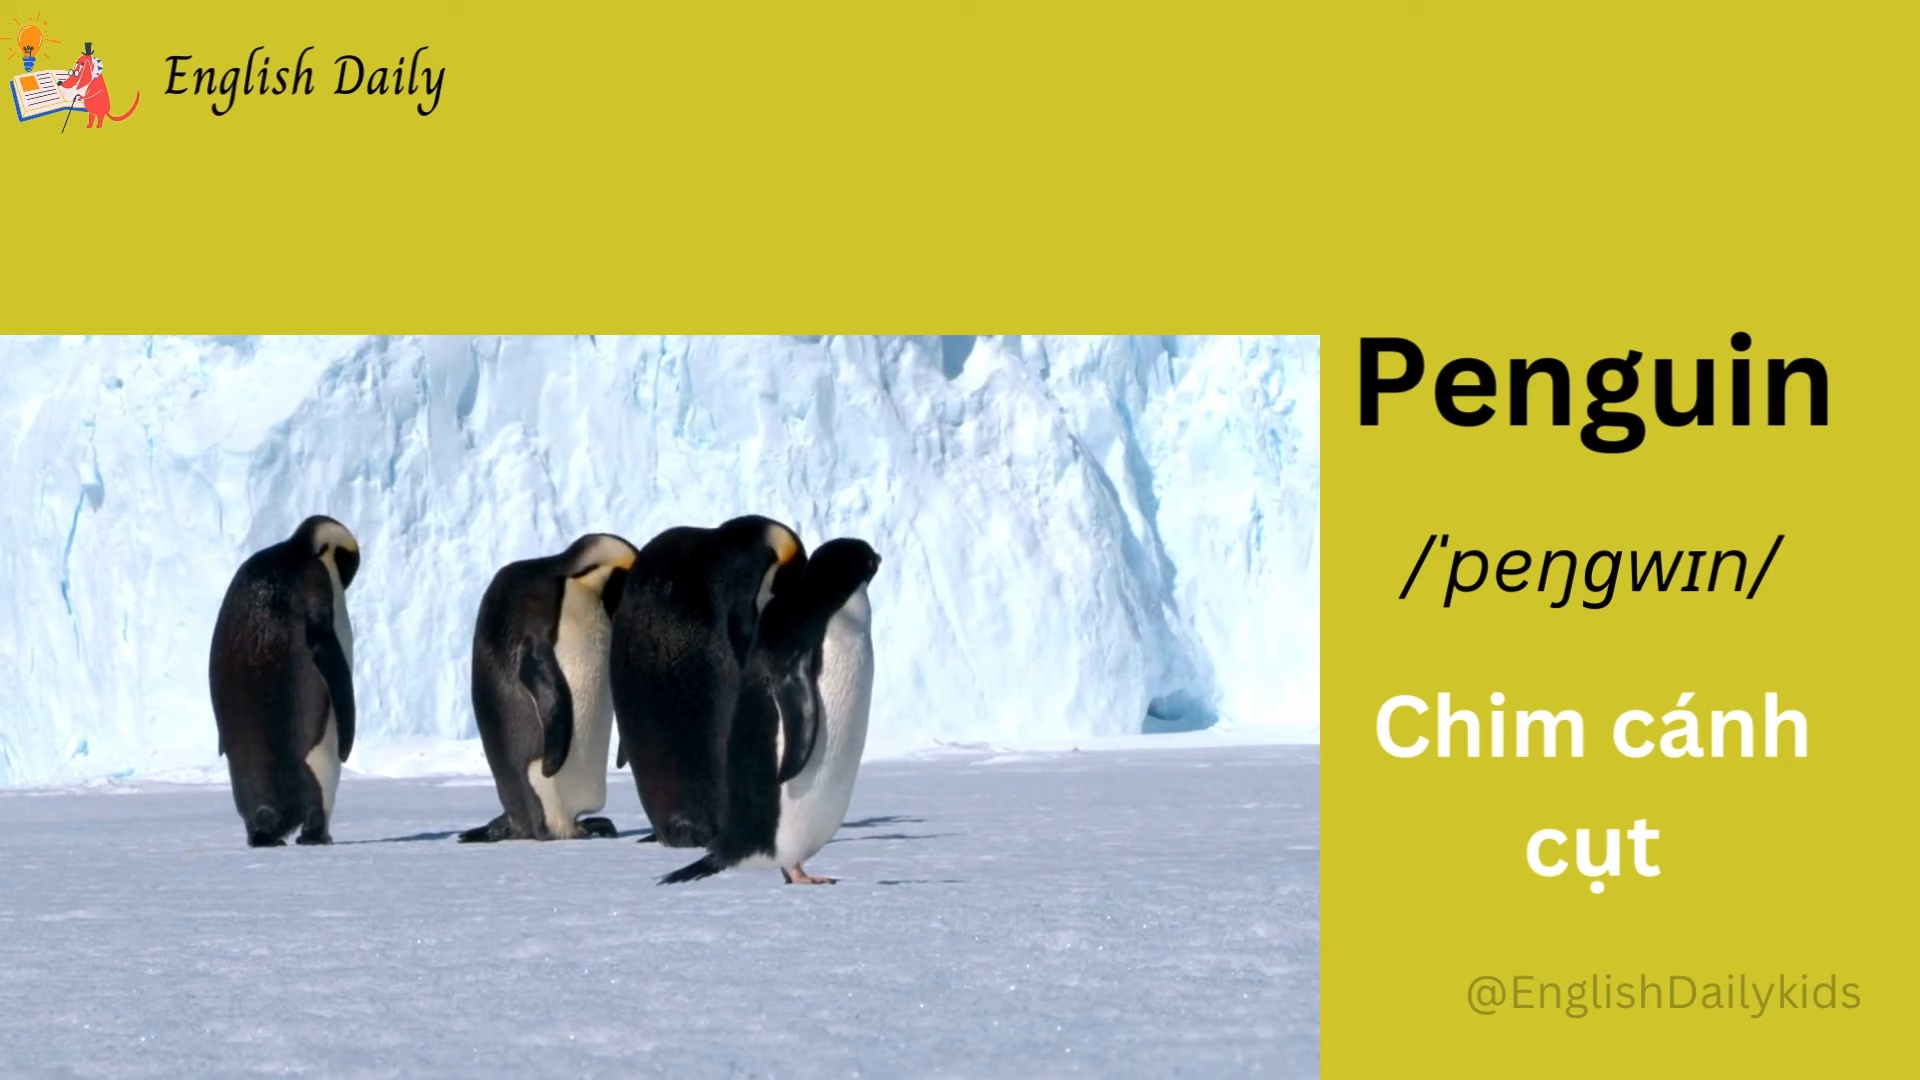 English Daily
Penguin
/ˈpeŋgwɪn/
Chim cánh
cụt
@EnglishDailykids